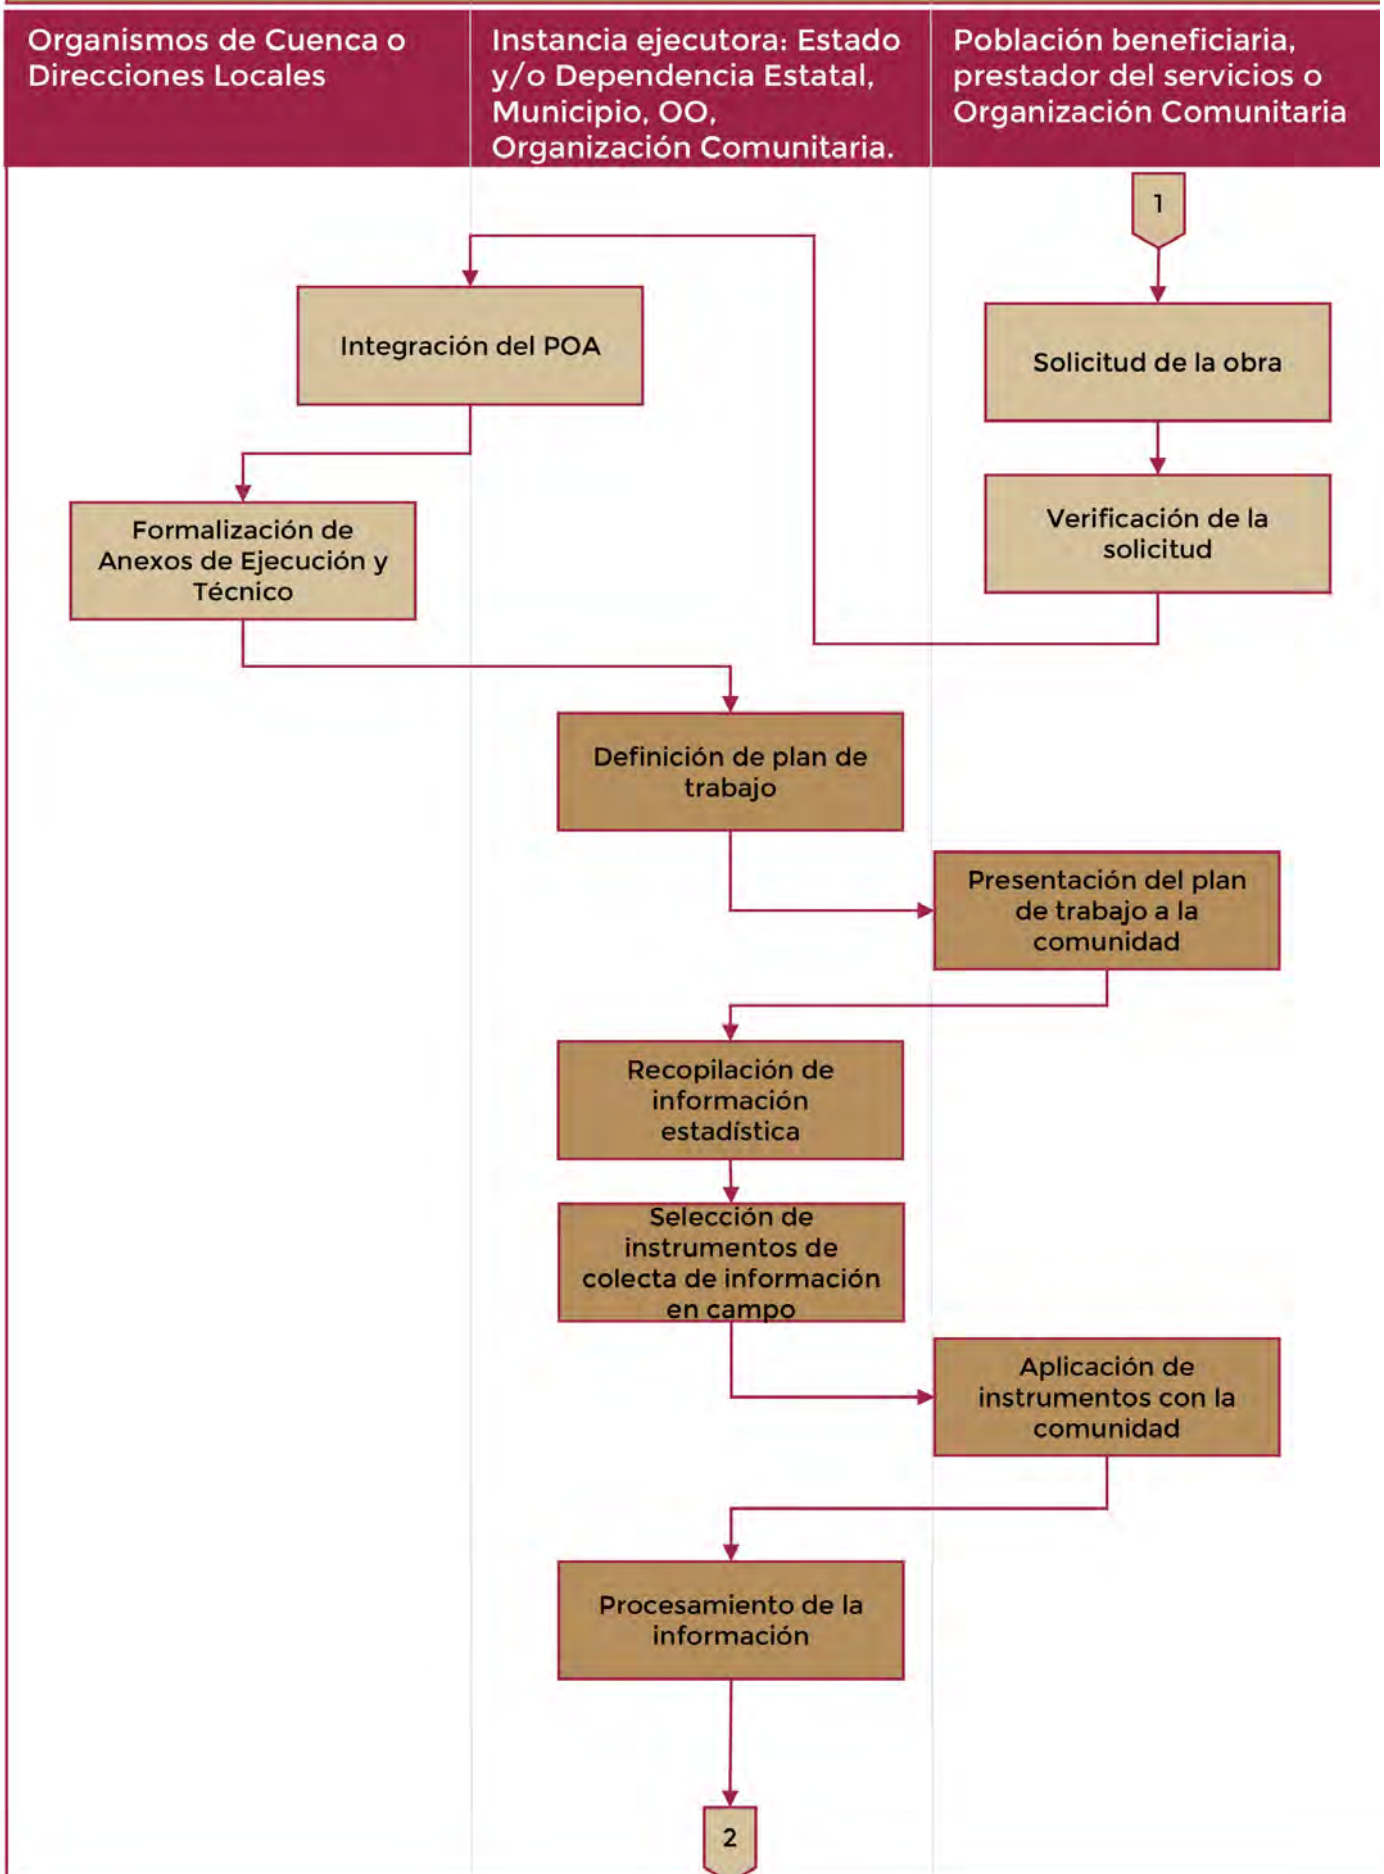 Organismos de Cuenca o
Direcciones Locales
Instancia ejecutora: Estado
y/o Dependencia Estatal,
Municipio, OO,
Organización Comunitaria.
Población beneficiaria,
prestador del servicios o
Organización Comunitaria
1
Solicitud de la obra
Verificación de la
solicitud
Integración del POA
Formalización de
Anexos de Ejecución y
Técnico
Definición de plan de
trabajo
Presentación del plan
de trabajo a la
comunidad
Recopilación de
información
estadística
Selección de
instrumentos de
colecta de información
en campo
Aplicación de
instrumentos con la
comunidad
Procesamiento de la
información
2